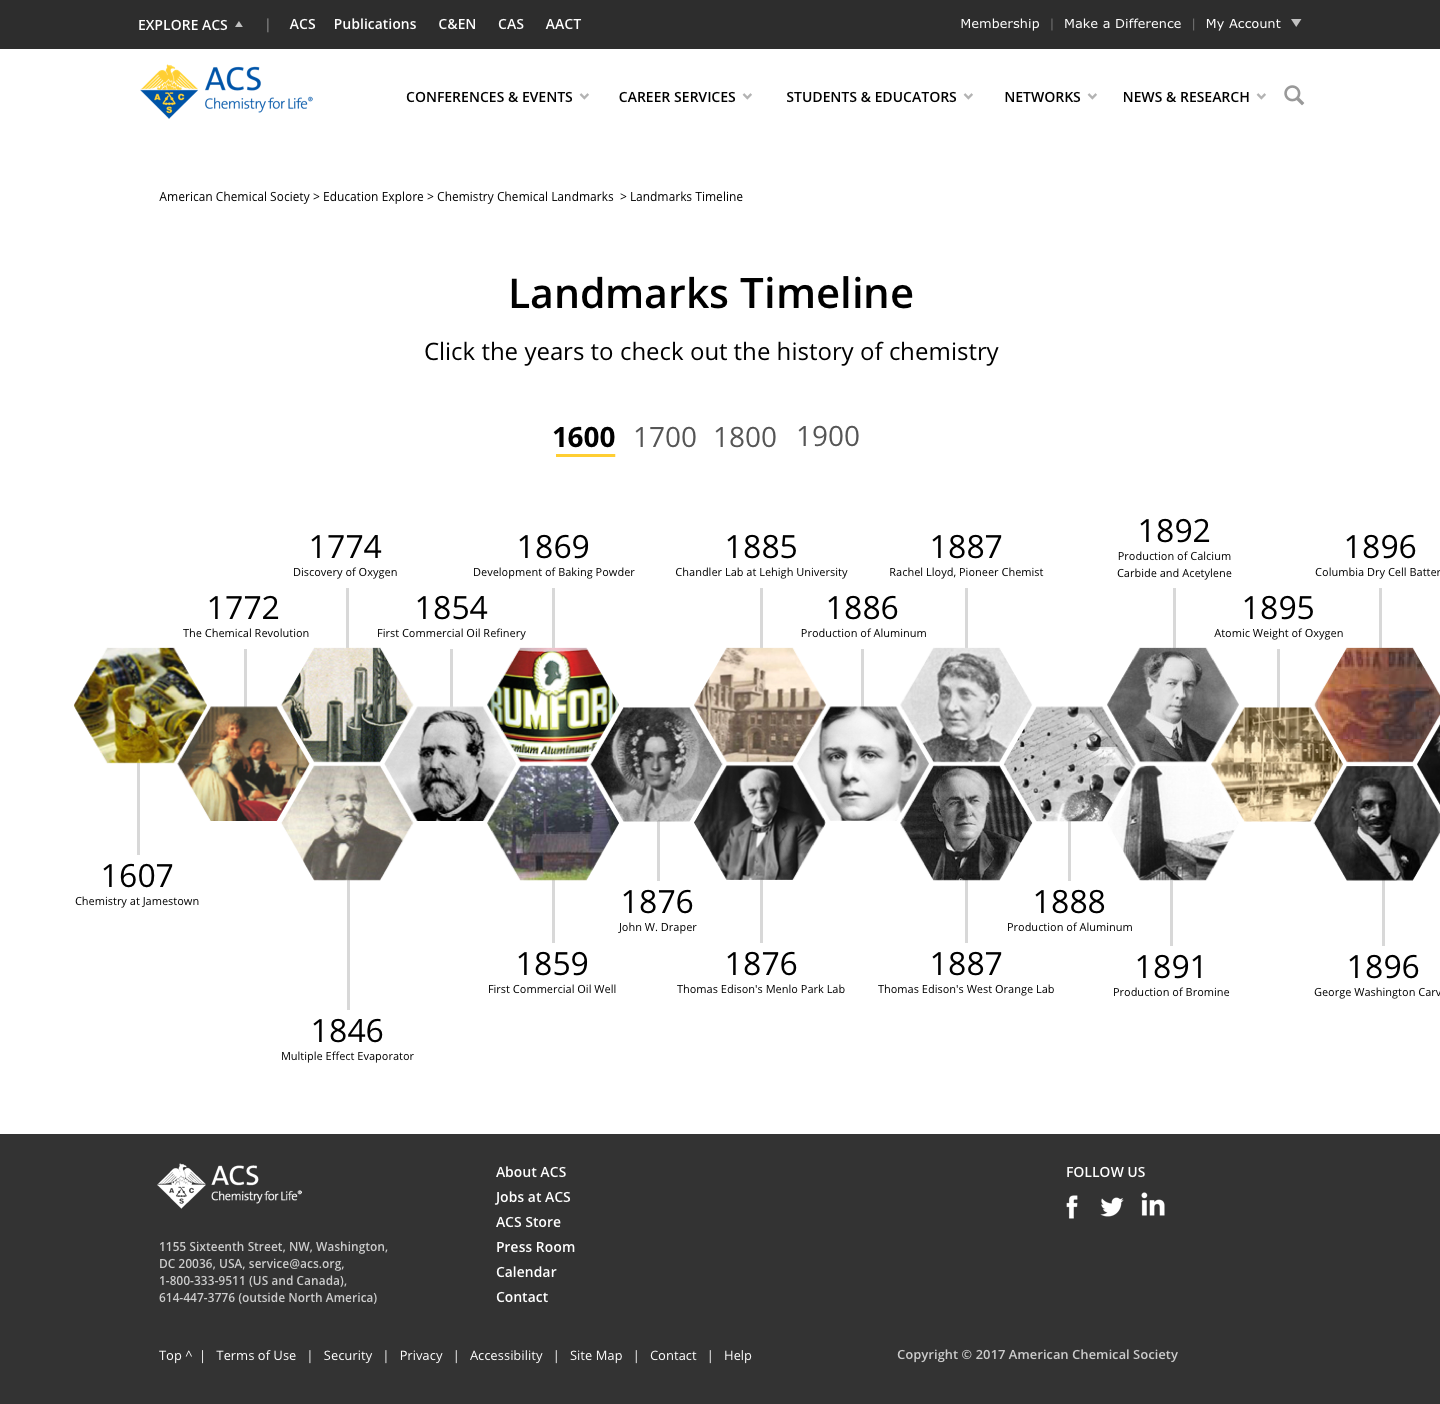 EXPLORE ACS | ACS Publications C&EN CAS AACT Membership | Make a Difference | My Account
ACS
Chemistry for Life®
A C S
CONFERENCES & EVENTS CAREER SERVICES STUDENTS & EDUCATORS NETWORKS NEWS & RESEARCH
American Chemical Society > Education Explore > Chemistry Chemical Landmarks > Landmarks Timeline
Landmarks Timeline
Click the years to check out the history of chemistry
1600 1700 1800 1900
1774
Discovery of Oxygen
1869
Development of Baking Powder
1885
Chandler Lab at Lehigh University
1887
Rachel Lloyd, Pioneer Chemist
1892
Production of Calcium
Carbide and Acetylene
1896
Columbia Dry Cell Batter
1772
The Chemical Revolution
1854
First Commercial Oil Refinery
1886
Production of Aluminum
1895
Atomic Weight of Oxygen
RUMFOR
mium Aluminum-F
MBIA DRY
1607
Chemistry at Jamestown
1876
John W. Draper
1888
Production of Aluminum
1859
First Commercial Oil Well
1876
Thomas Edison's Menlo Park Lab
1887
Thomas Edison's West Orange Lab
1891
Production of Bromine
1896
George Washington Carv
1846
Multiple Effect Evaporator
ACS
Chemistry for Life®
A C S
1155 Sixteenth Street, NW, Washington,
DC 20036, USA, service@acs.org,
1-800-333-9511 (US and Canada),
614-447-3776 (outside North America)
About ACS
Jobs at ACS
ACS Store
Press Room
Calendar
Contact
FOLLOW US
f in
Top ^ | Terms of Use | Security | Privacy | Accessibility | Site Map | Contact | Help
Copyright © 2017 American Chemical Society